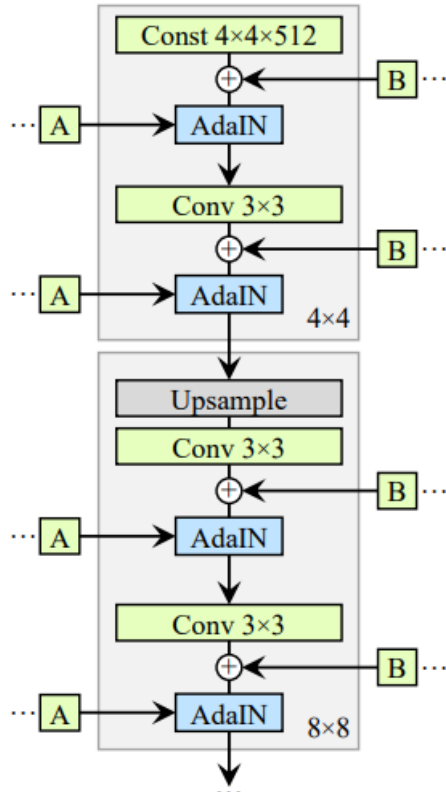 Const 4×4×512
+
B ...
... A
AdaIN
Conv 3×3
+
B ...
... A
AdaIN
4×4
Upsample
Conv 3×3
+
B ...
... A
AdaIN
Conv 3×3
+
B ...
... A
AdaIN
8×8
...